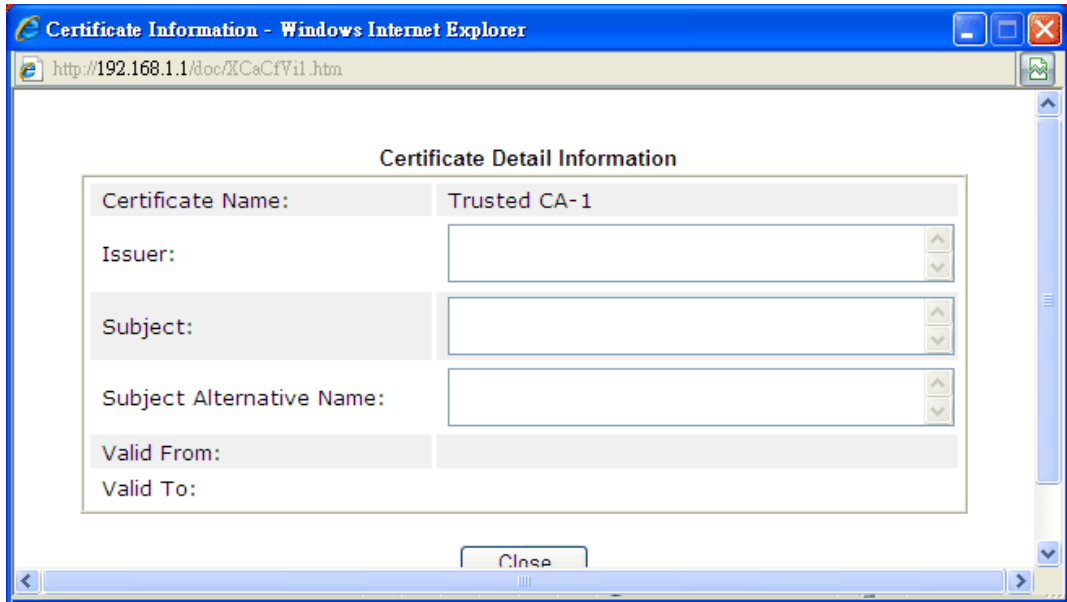 Certificate Information - Windows Internet Explorer
http://192.168.1.1/doc/XCaCfVi1.htm
Certificate Detail Information
Certificate Name: Trusted CA-1
Issuer:
Subject:
Subject Alternative Name:
Valid From:
Valid To:
Close